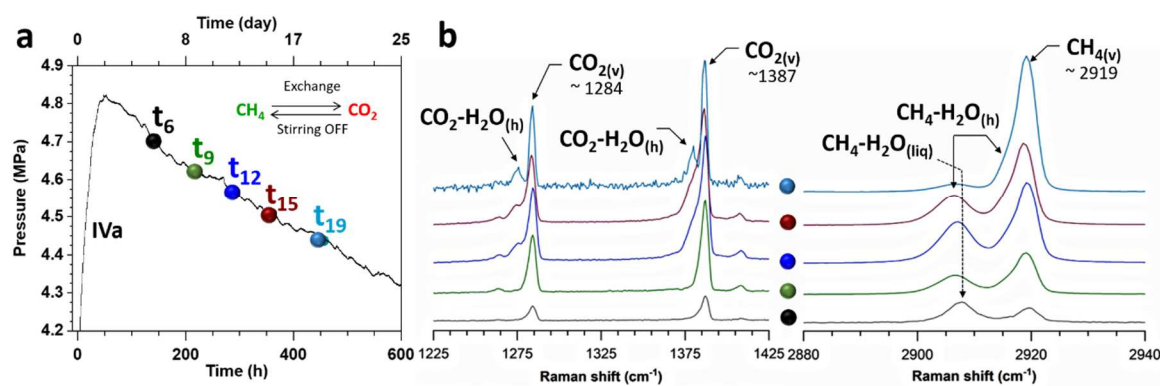 a
Time (day)
0 8 17 25
4.9
4.8
4.7
4.6
4.5
4.4
4.3
4.2
Pressure (MPa)
Exchange
CH₄ CO₂
Stirring OFF
t₆
t₉
t₁₂
t₁₅
t₁₉
IVa
0 200 400 600
Time (h)
b
CO₂₍ᵥ₎
~ 1284
CO₂-H₂O₍ₕ₎
CO₂₍ᵥ₎
~1387
CO₂-H₂O₍ₕ₎
1225 1275 1325 1375 1425
Raman shift (cm⁻¹)
CH₄₍ᵥ₎
~ 2919
CH₄-H₂O₍ₕ₎
CH₄-H₂O(liq)
2880 2900 2920 2940
Raman shift (cm⁻¹)